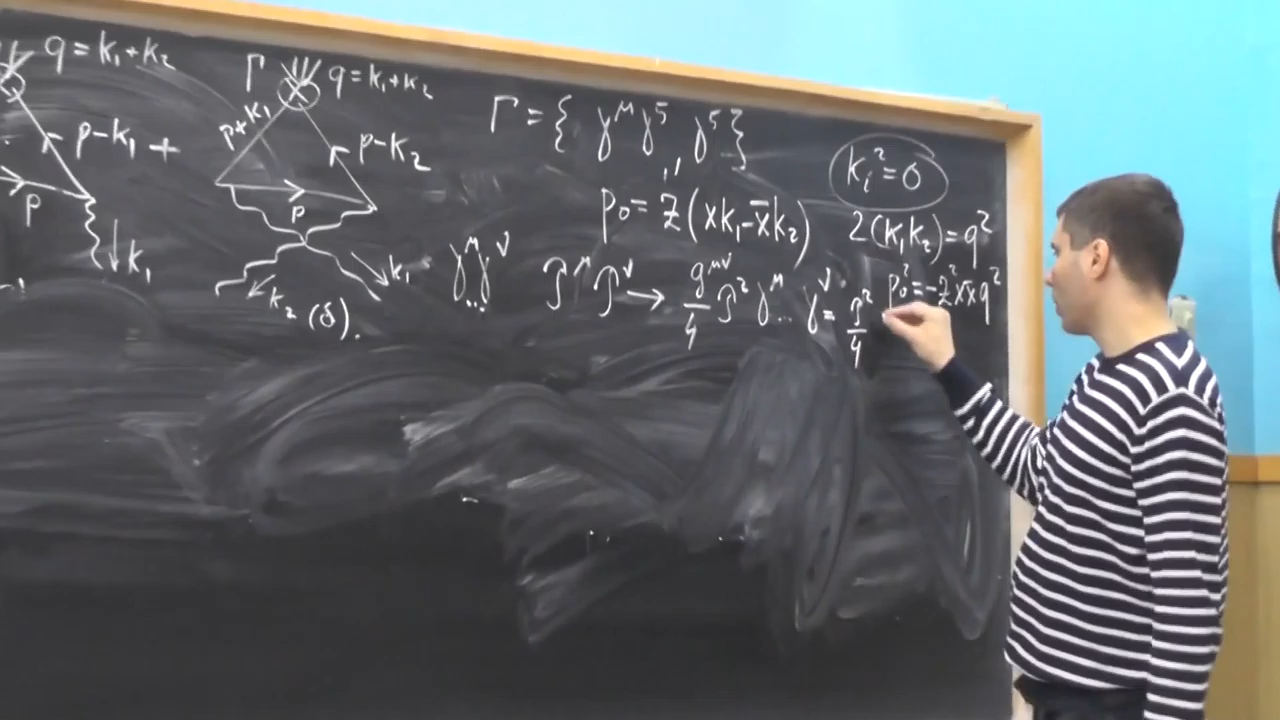 q = k₁ + k₂
p - k₁ +
p
k₁
Γ q = k₁ + k₂
p + k₁
p - k₂
p
k₁
k₂ (δ).
Γ = { γ^μ γ^5, γ^5 }
p₀ = z(xk₁ - x̄k₂)
k_i² = 0
2(k₁k₂) = q²
p₀² = -z² x x̄ q²
γ^μ … γ^ν
p^μ p^ν → g^{μν}/4 p² γ^μ … γ^ν = p²/4